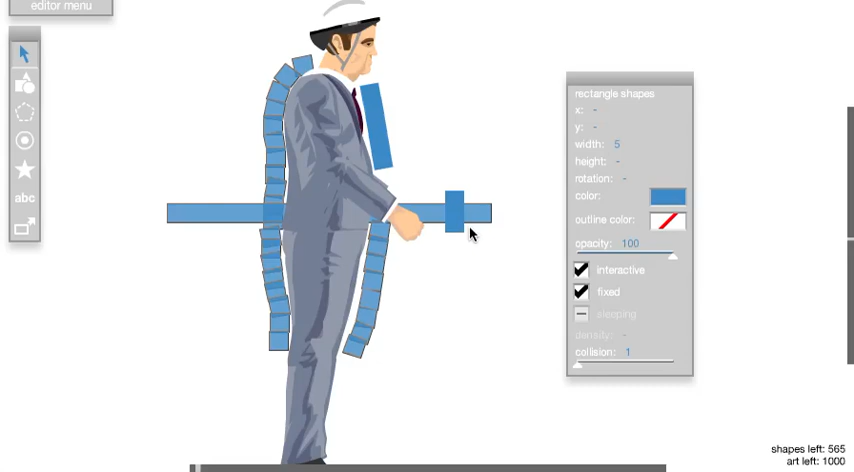 editor menu
abc
rectangle shapes
x: -
y: -
width: 5
height: -
rotation: -
color:
outline color:
opacity: 100
interactive
fixed
sleeping
density: -
collision: 1
shapes left: 565
art left: 1000